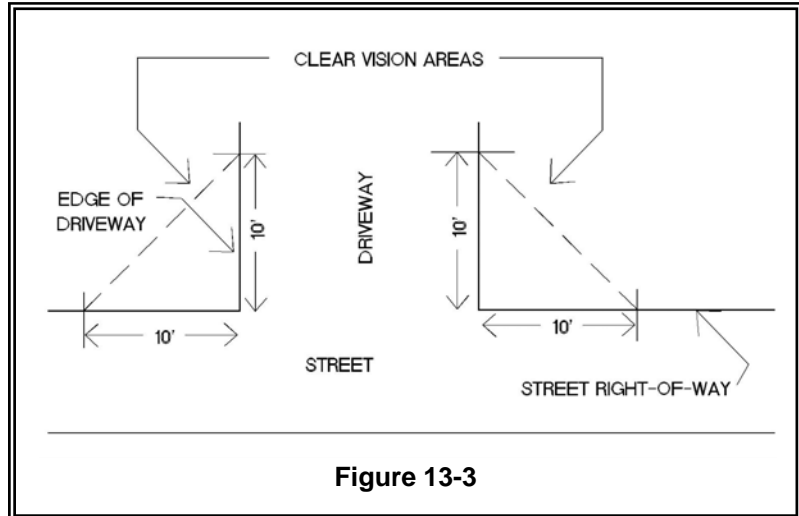 CLEAR VISION AREAS
EDGE OF
DRIVEWAY
10'
DRIVEWAY
10'
10'
10'
STREET
STREET RIGHT-OF-WAY
Figure 13-3